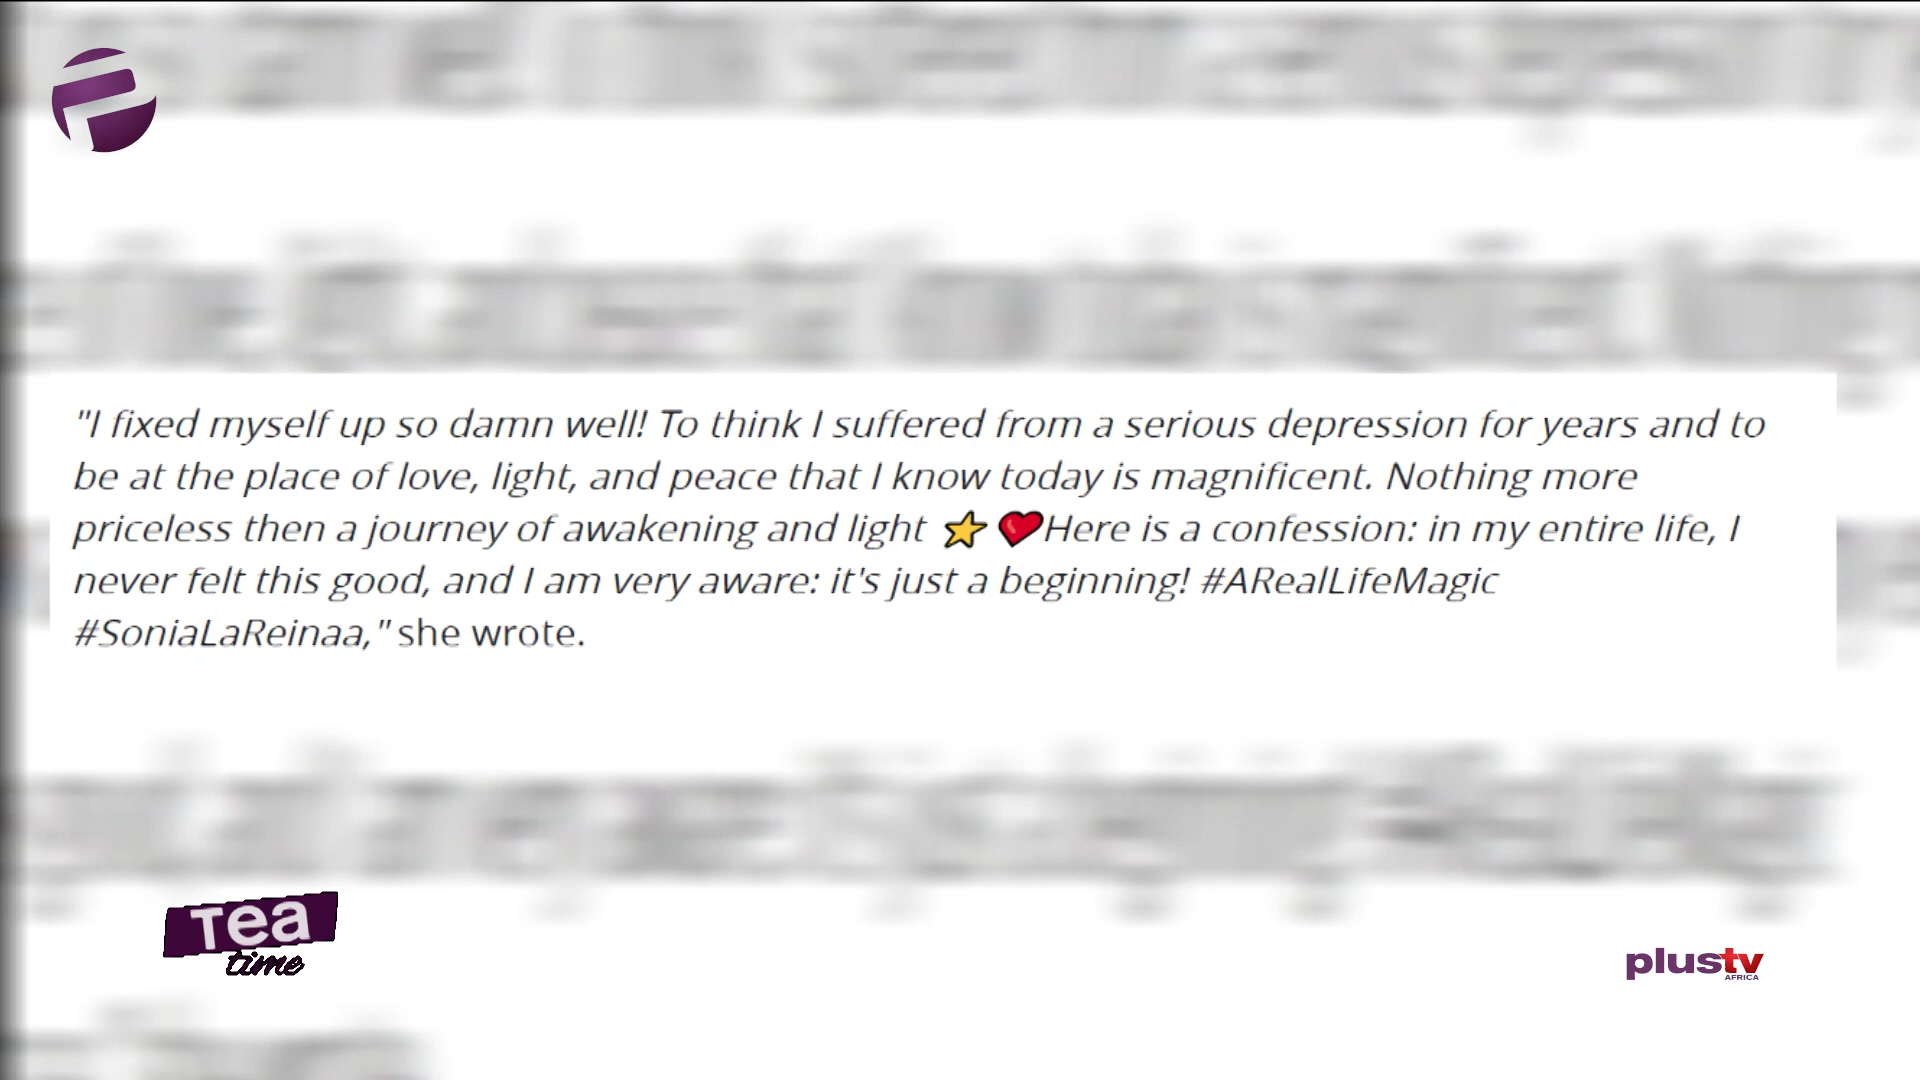 "I fixed myself up so damn well! To think I suffered from a serious depression for years and to
be at the place of love, light, and peace that I know today is magnificent. Nothing more
priceless then a journey of awakening and light ⭐ ❤️Here is a confession: in my entire life, I
never felt this good, and I am very aware: it's just a beginning! #ARealLifeMagic
#SoniaLaReinaa," she wrote.
Tea
time
plustv
AFRICA